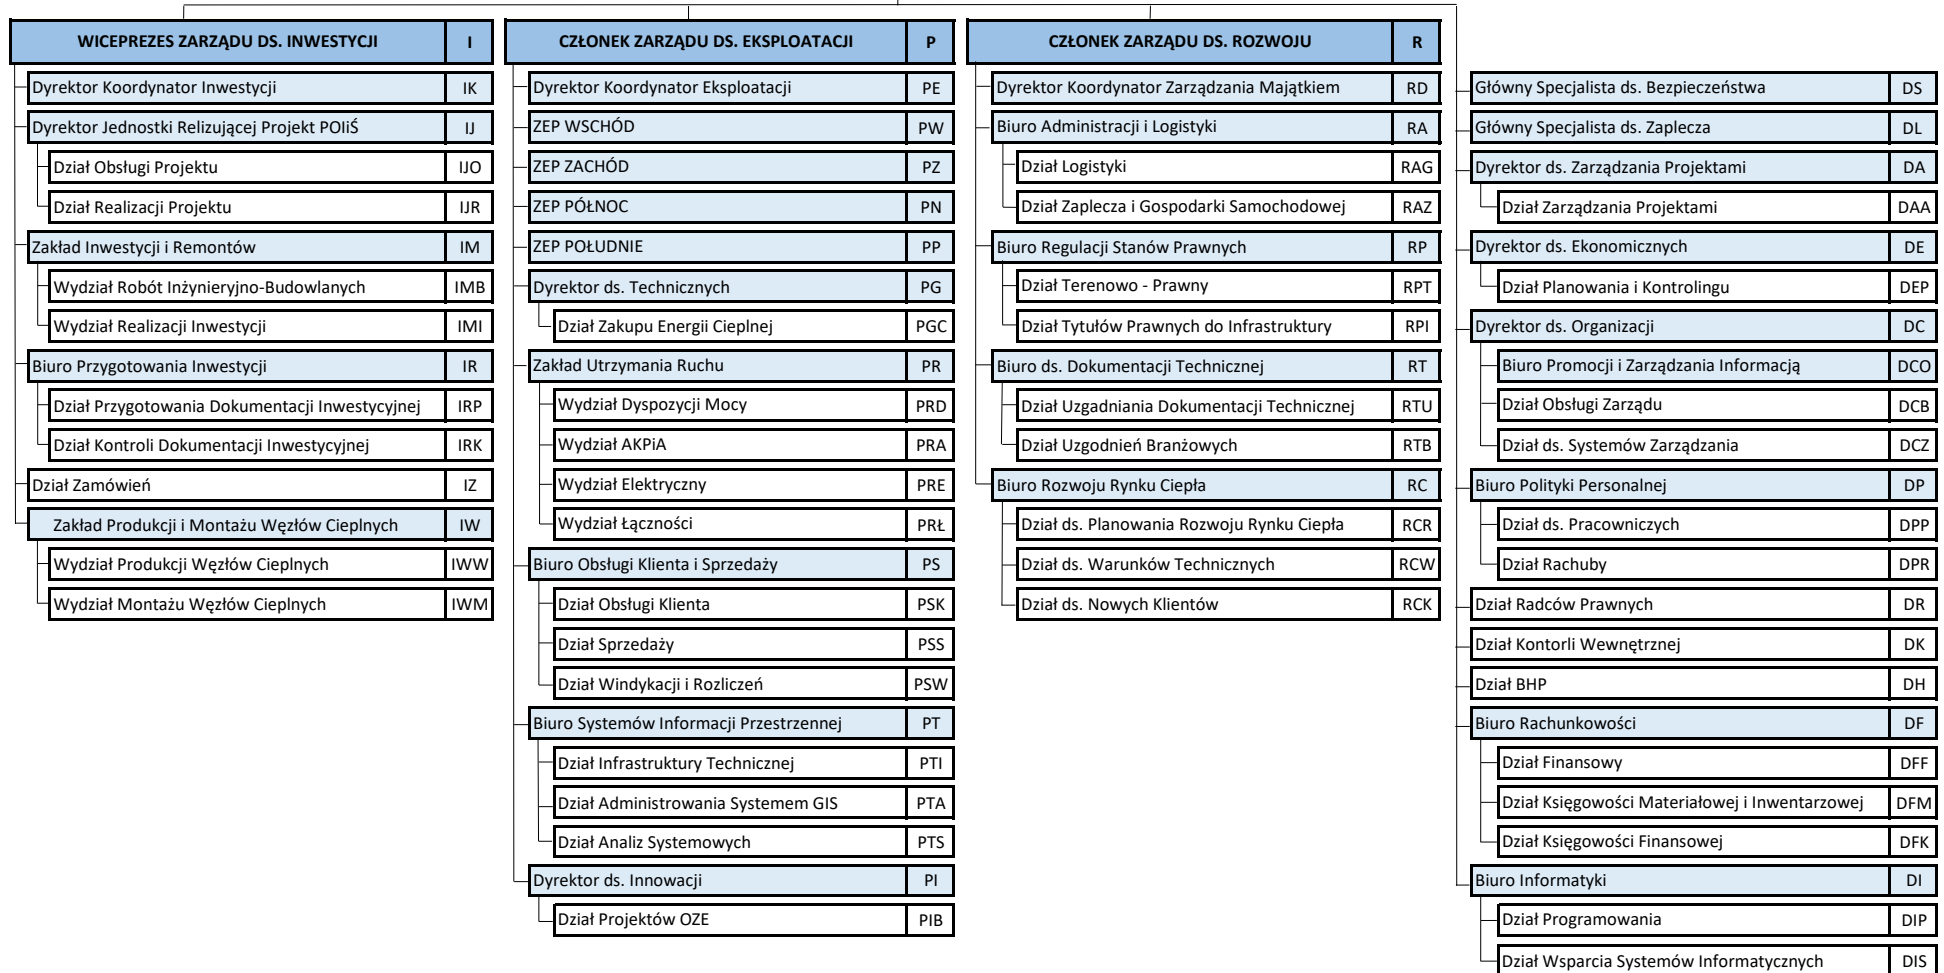 WICEPREZES ZARZĄDU DS. INWESTYCJI I
Dyrektor Koordynator Inwestycji IK
Dyrektor Jednostki Relizującej Projekt POIiŚ IJ
Dział Obsługi Projektu IJO
Dział Realizacji Projektu IJR
Zakład Inwestycji i Remontów IM
Wydział Robót Inżynieryjno-Budowlanych IMB
Wydział Realizacji Inwestycji IMI
Biuro Przygotowania Inwestycji IR
Dział Przygotowania Dokumentacji Inwestycyjnej IRP
Dział Kontroli Dokumentacji Inwestycyjnej IRK
Dział Zamówień IZ
Zakład Produkcji i Montażu Węzłów Cieplnych IW
Wydział Produkcji Węzłów Cieplnych IWW
Wydział Montażu Węzłów Cieplnych IWM
CZŁONEK ZARZĄDU DS. EKSPLOATACJI P
Dyrektor Koordynator Eksploatacji PE
ZEP WSCHÓD PW
ZEP ZACHÓD PZ
ZEP PÓŁNOC PN
ZEP POŁUDNIE PP
Dyrektor ds. Technicznych PG
Dział Zakupu Energii Cieplnej PGC
Zakład Utrzymania Ruchu PR
Wydział Dyspozycji Mocy PRD
Wydział AKPiA PRA
Wydział Elektryczny PRE
Wydział Łączności PRŁ
Biuro Obsługi Klienta i Sprzedaży PS
Dział Obsługi Klienta PSK
Dział Sprzedaży PSS
Dział Windykacji i Rozliczeń PSW
Biuro Systemów Informacji Przestrzennej PT
Dział Infrastruktury Technicznej PTI
Dział Administrowania Systemem GIS PTA
Dział Analiz Systemowych PTS
Dyrektor ds. Innowacji PI
Dział Projektów OZE PIB
CZŁONEK ZARZĄDU DS. ROZWOJU R
Dyrektor Koordynator Zarządzania Majątkiem RD
Biuro Administracji i Logistyki RA
Dział Logistyki RAG
Dział Zaplecza i Gospodarki Samochodowej RAZ
Biuro Regulacji Stanów Prawnych RP
Dział Terenowo - Prawny RPT
Dział Tytułów Prawnych do Infrastruktury RPI
Biuro ds. Dokumentacji Technicznej RT
Dział Uzgadniania Dokumentacji Technicznej RTU
Dział Uzgodnień Branżowych RTB
Biuro Rozwoju Rynku Ciepła RC
Dział ds. Planowania Rozwoju Rynku Ciepła RCR
Dział ds. Warunków Technicznych RCW
Dział ds. Nowych Klientów RCK
Główny Specjalista ds. Bezpieczeństwa DS
Główny Specjalista ds. Zaplecza DL
Dyrektor ds. Zarządzania Projektami DA
Dział Zarządzania Projektami DAA
Dyrektor ds. Ekonomicznych DE
Dział Planowania i Kontrolingu DEP
Dyrektor ds. Organizacji DC
Biuro Promocji i Zarządzania Informacją DCO
Dział Obsługi Zarządu DCB
Dział ds. Systemów Zarządzania DCZ
Biuro Polityki Personalnej DP
Dział ds. Pracowniczych DPP
Dział Rachuby DPR
Dział Radców Prawnych DR
Dział Kontorli Wewnętrznej DK
Dział BHP DH
Biuro Rachunkowości DF
Dział Finansowy DFF
Dział Księgowości Materiałowej i Inwentarzowej DFM
Dział Księgowości Finansowej DFK
Biuro Informatyki DI
Dział Programowania DIP
Dział Wsparcia Systemów Informatycznych DIS